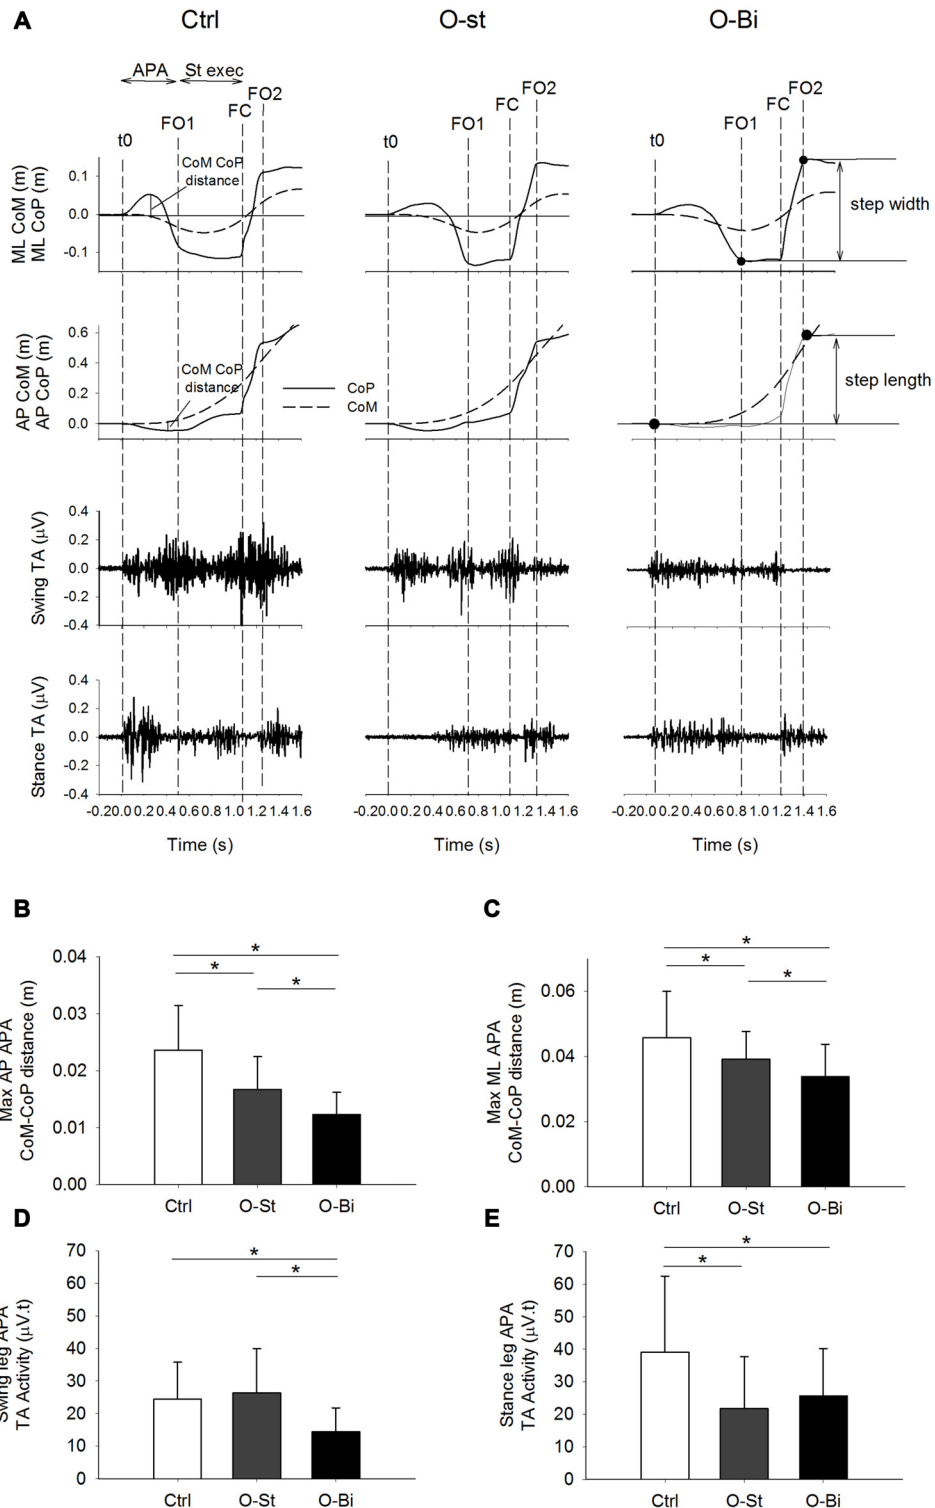 A
Ctrl
O-st
O-Bi
APA
St exec
t0
FO1
FC
FO2
t0
FO1
FC
FO2
t0
FO1
FC
FO2
ML CoM (m)
ML CoP (m)
0.1
0.0
-0.1
CoM CoP
distance
step width
AP CoM (m)
AP CoP (m)
0.6
0.4
0.2
0.0
CoM CoP
distance
CoP
CoM
step length
Swing TA (μV)
0.4
0.2
0.0
-0.2
-0.4
Stance TA (μV)
0.4
0.2
0.0
-0.2
-0.4
-0.2 0.0 0.2 0.4 0.6 0.8 1.0 1.2 1.4 1.6
-0.2 0.0 0.2 0.4 0.6 0.8 1.0 1.2 1.4 1.6
-0.2 0.0 0.2 0.4 0.6 0.8 1.0 1.2 1.4 1.6
Time (s)
Time (s)
Time (s)
B
Max AP APA
CoM-CoP distance (m)
0.04
0.03
0.02
0.01
0.00
*
*
*
Ctrl
O-St
O-Bi
C
Max ML APA
CoM-CoP distance (m)
0.06
0.04
0.02
0.00
*
*
*
Ctrl
O-St
O-Bi
D
Swing leg APA
TA Activity (μV.t)
70
60
50
40
30
20
10
0
*
*
Ctrl
O-St
O-Bi
E
Stance leg APA
TA Activity (μV.t)
70
60
50
40
30
20
10
0
*
*
Ctrl
O-St
O-Bi